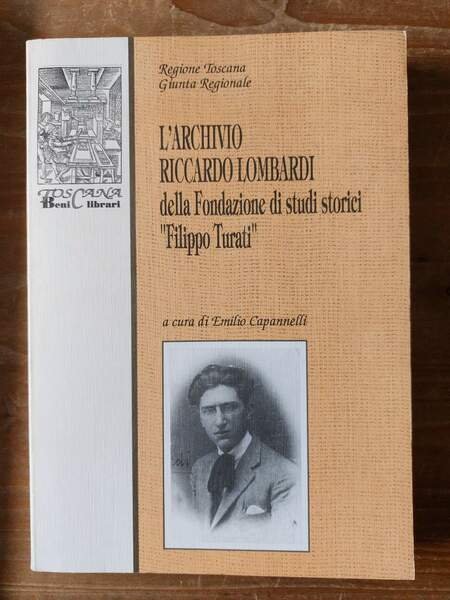 Regione Toscana
Giunta Regionale
L'ARCHIVIO
RICCARDO LOMBARDI
della Fondazione di studi storici
"Filippo Turati"
TOSCANA
Beni librari
a cura di Emilio Capannelli